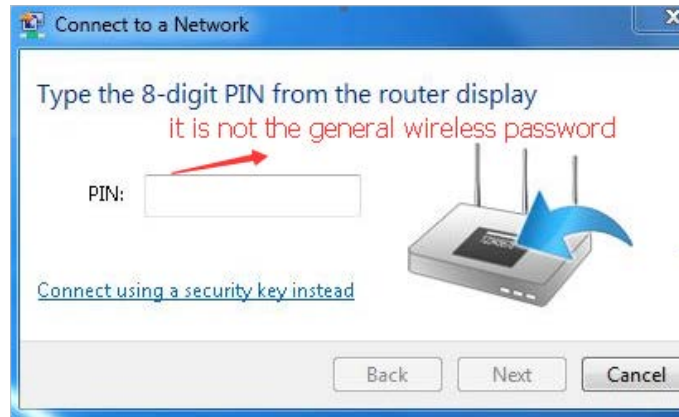 Connect to a Network
x
Type the 8-digit PIN from the router display
it is not the general wireless password
PIN:
Connect using a security key instead
Back
Next
Cancel